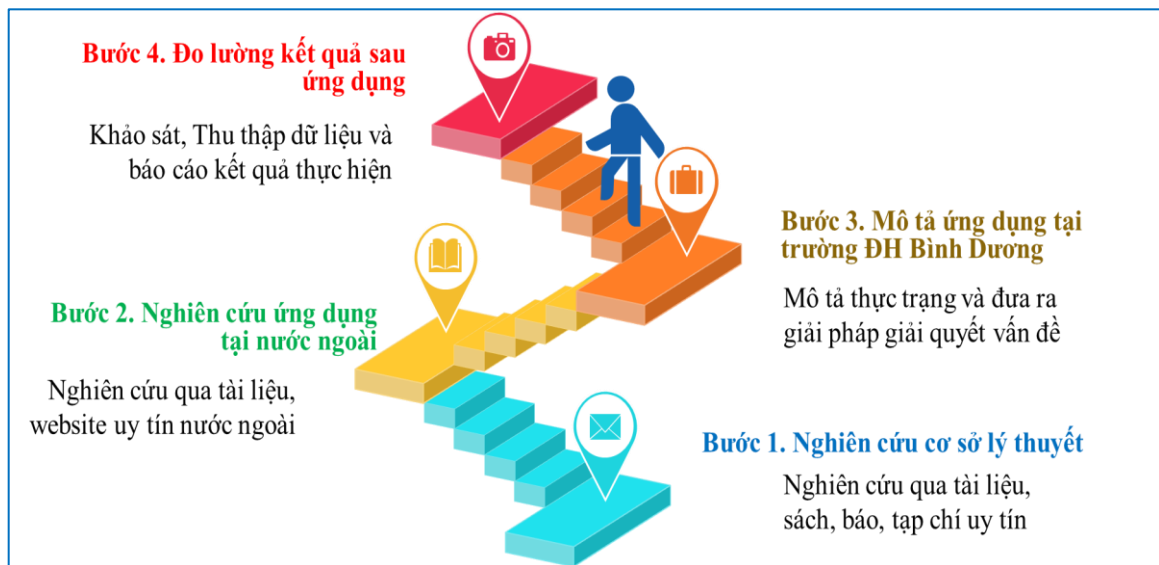 Bước 4. Đo lường kết quả sau
ứng dụng
Khảo sát, Thu thập dữ liệu và
báo cáo kết quả thực hiện
Bước 3. Mô tả ứng dụng tại
trường ĐH Bình Dương
Mô tả thực trạng và đưa ra
giải pháp giải quyết vấn đề
Bước 2. Nghiên cứu ứng dụng
tại nước ngoài
Nghiên cứu qua tài liệu,
website uy tín nước ngoài
Bước 1. Nghiên cứu cơ sở lý thuyết
Nghiên cứu qua tài liệu,
sách, báo, tạp chí uy tín